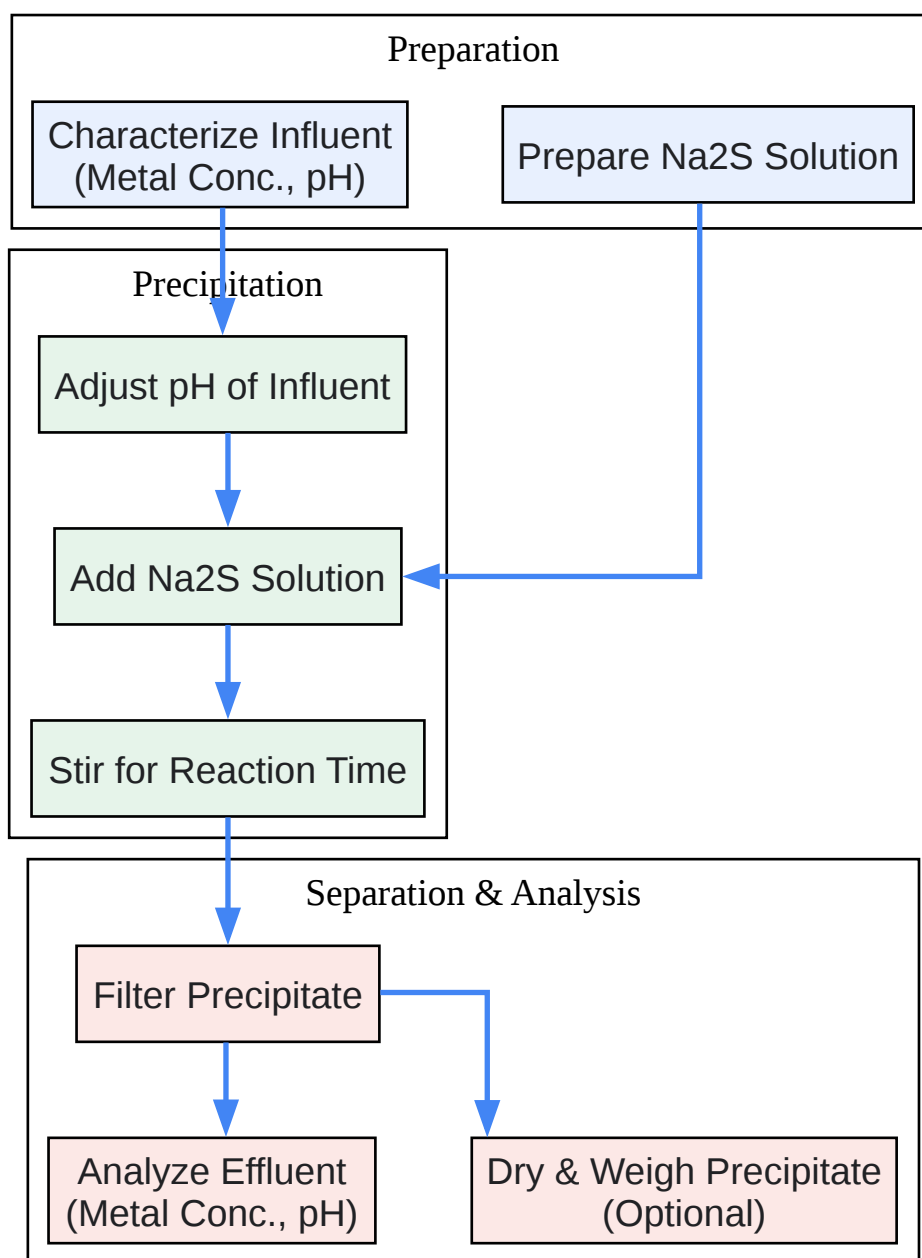 Preparation
Characterize Influent
(Metal Conc., pH)
Prepare Na2S Solution
Precipitation
Adjust pH of Influent
Add Na2S Solution
Stir for Reaction Time
Separation & Analysis
Filter Precipitate
Analyze Effluent
(Metal Conc., pH)
Dry & Weigh Precipitate
(Optional)